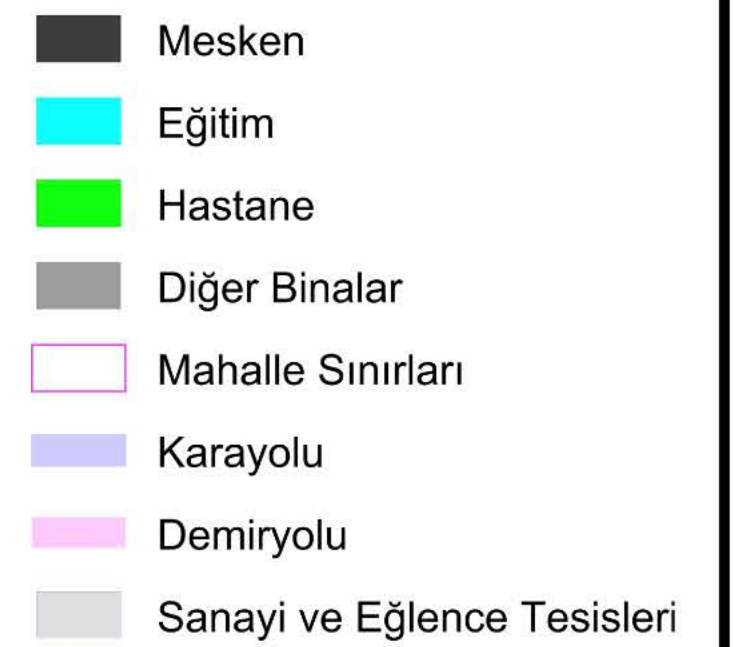 Mesken
Eğitim
Hastane
Diğer Binalar
Mahalle Sınırları
Karayolu
Demiryolu
Sanayi ve Eğlence Tesisleri